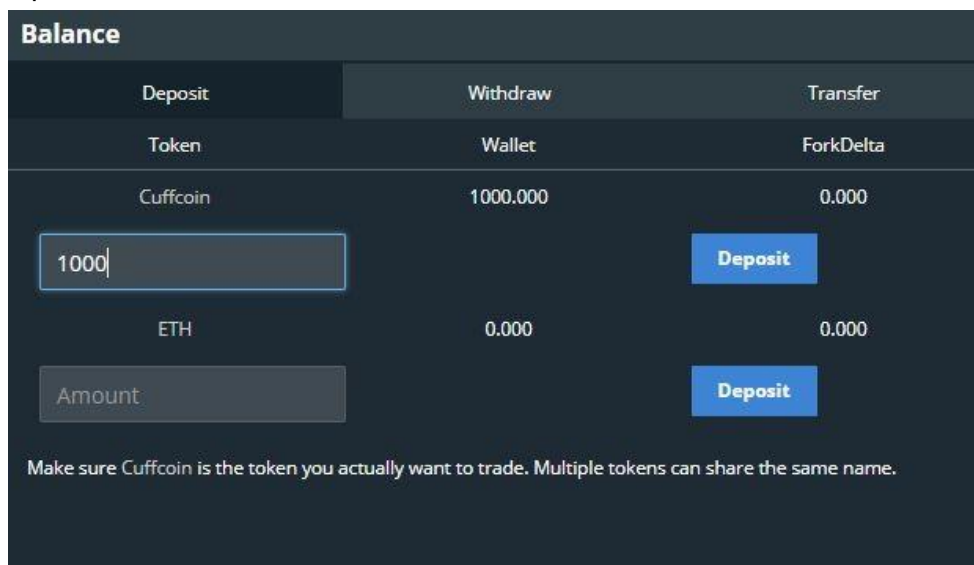 Balance
Deposit Withdraw Transfer
Token Wallet ForkDelta
Cuffcoin 1000.000 0.000
1000 Deposit
ETH 0.000 0.000
Amount Deposit
Make sure Cuffcoin is the token you actually want to trade. Multiple tokens can share the same name.